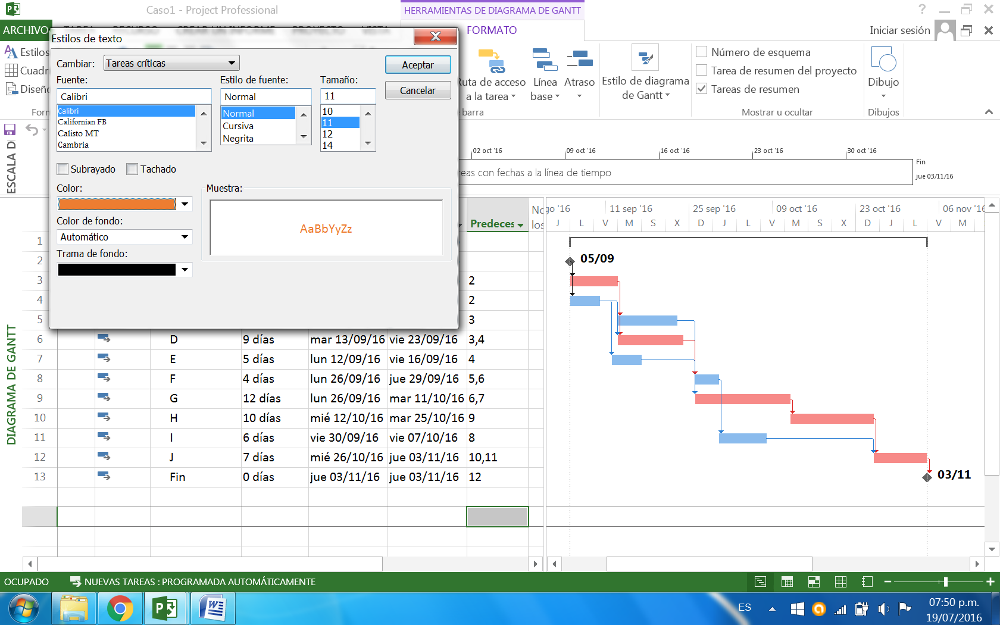 Caso1 - Project Professional
HERRAMIENTAS DE DIAGRAMA DE GANTT
ARCHIVO
TAREA
RECURSO
CREAR UN INFORME
PROYECTO
VISTA
FORMATO
Iniciar sesión
Estilos
Cuadrí
Diseño
Form
Ruta de acceso
a la tarea
Línea
base
Atraso
e barra
Estilo de diagrama
de Gantt
Número de esquema
Tarea de resumen del proyecto
Tareas de resumen
Mostrar u ocultar
Dibujo
Dibujos
Estilos de texto
Cambiar: Tareas críticas
Aceptar
Cancelar
Fuente:
Calibri
Calibri
Californian FB
Calisto MT
Cambria
Estilo de fuente:
Normal
Normal
Cursiva
Negrita
Tamaño:
11
10
11
12
14
Subrayado
Tachado
Color:
Color de fondo:
Automático
Trama de fondo:
Muestra:
AaBbYyZz
ESCALA D
02 oct '16
09 oct '16
16 oct '16
23 oct '16
30 oct '16
reas con fechas a la línea de tiempo
Fin
jue 03/11/16
Predeces
No
los
go '16
11 sep '16
25 sep '16
09 oct '16
23 oct '16
06 nov '16
J L V M S X D J L V M S X D J L V M
DIAGRAMA DE GANTT
1
2
3 2
4 2
5 3
6 D 9 días mar 13/09/16 vie 23/09/16 3,4
7 E 5 días lun 12/09/16 vie 16/09/16 4
8 F 4 días lun 26/09/16 jue 29/09/16 5,6
9 G 12 días lun 26/09/16 mar 11/10/16 6,7
10 H 10 días mié 12/10/16 mar 25/10/16 9
11 I 6 días vie 30/09/16 vie 07/10/16 8
12 J 7 días mié 26/10/16 jue 03/11/16 10,11
13 Fin 0 días jue 03/11/16 jue 03/11/16 12
05/09
03/11
OCUPADO
NUEVAS TAREAS : PROGRAMADA AUTOMÁTICAMENTE
ES
07:50 p.m.
19/07/2016